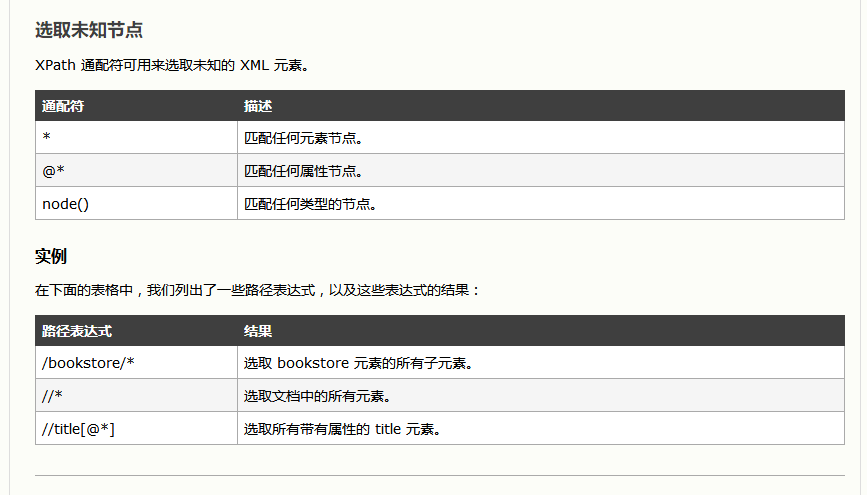 选取未知节点
XPath 通配符可用来选取未知的 XML 元素。
通配符 描述
* 匹配任何元素节点。
@* 匹配任何属性节点。
node() 匹配任何类型的节点。
实例
在下面的表格中，我们列出了一些路径表达式，以及这些表达式的结果：
路径表达式 结果
/bookstore/* 选取 bookstore 元素的所有子元素。
//* 选取文档中的所有元素。
//title[@*] 选取所有带有属性的 title 元素。